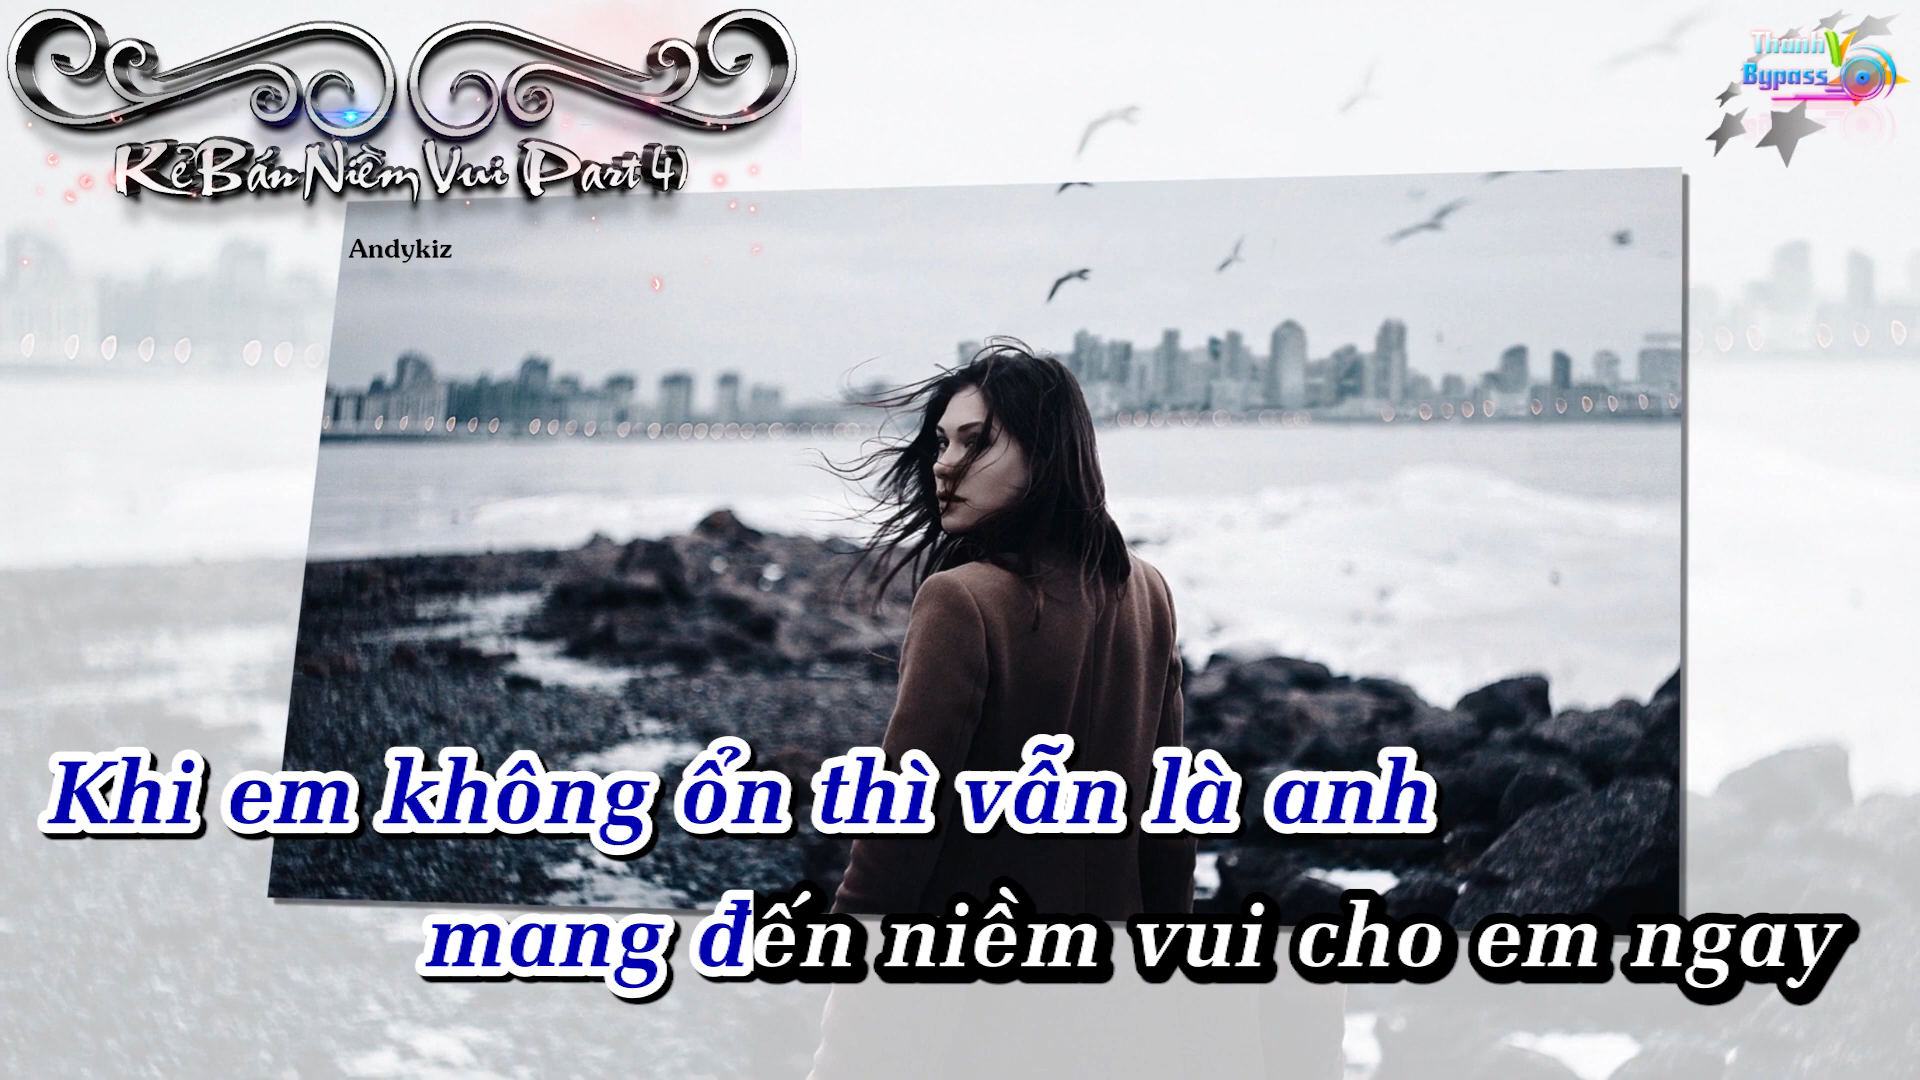 Kẻ Bán Niềm Vui (Part 4)
Thanh V
Bypass
Andykiz
Khi em không ổn thì vẫn là anh
mang đến niềm vui cho em ngay